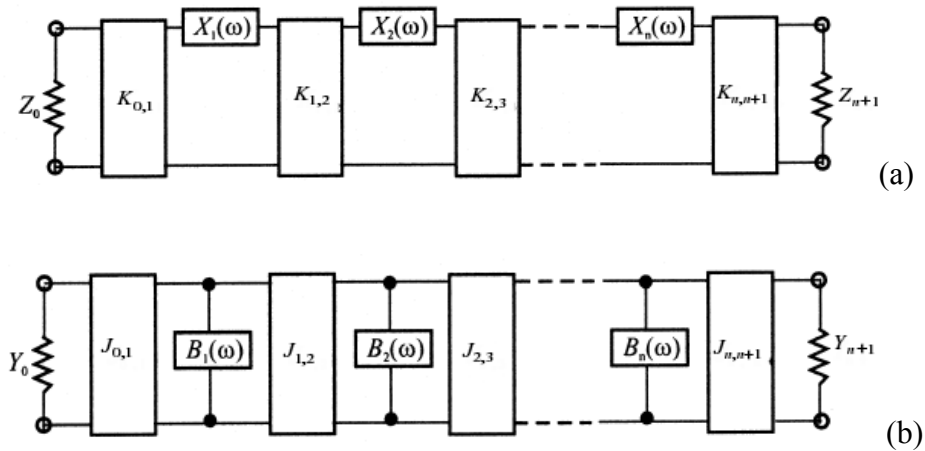 X₁(ω) X₂(ω) Xₙ(ω)
Z₀ K₀,₁ K₁,₂ K₂,₃ Kₙ,ₙ₊₁ Zₙ₊₁
(a)
Y₀ J₀,₁ B₁(ω) J₁,₂ B₂(ω) J₂,₃ Bₙ(ω) Jₙ,ₙ₊₁ Yₙ₊₁
(b)